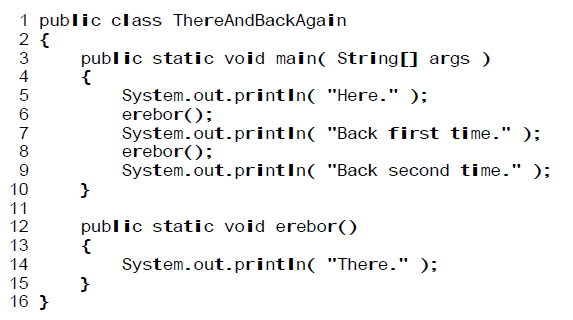 1 public class ThereAndBackAgain
2 {
3     public static void main( String[] args )
4     {
5         System.out.println( "Here." );
6         erebor();
7         System.out.println( "Back first time." );
8         erebor();
9         System.out.println( "Back second time." );
10     }
11
12     public static void erebor()
13     {
14         System.out.println( "There." );
15     }
16 }